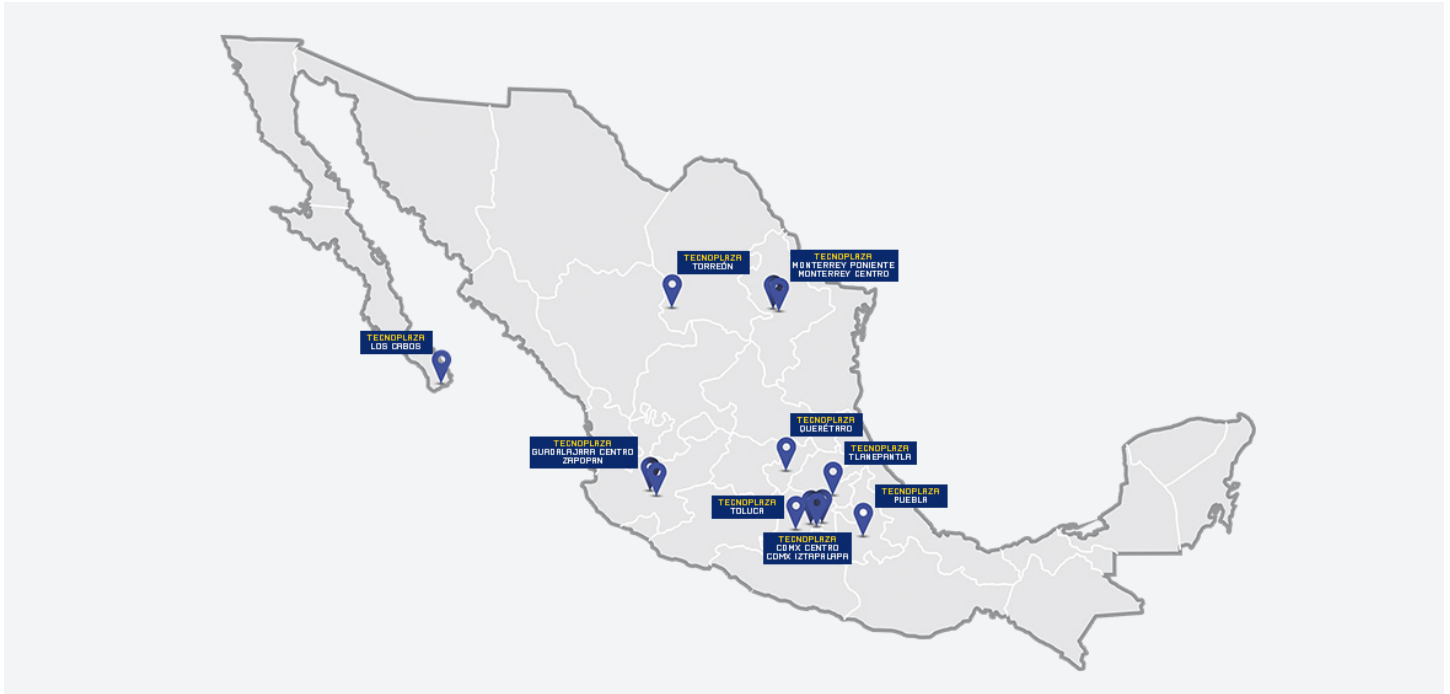 TECNOPLAZA
MONTERREY PONIENTE
MONTERREY CENTRO
TECNOPLAZA
TORREÓN
TECNOPLAZA
LOS CABOS
TECNOPLAZA
QUERÉTARO
TECNOPLAZA
GUADALAJARA CENTRO
ZAPOPAN
TECNOPLAZA
TLANEPANTLA
TECNOPLAZA
PUEBLA
TECNOPLAZA
TOLUCA
TECNOPLAZA
CDMX CENTRO
CDMX IZTAPALAPA